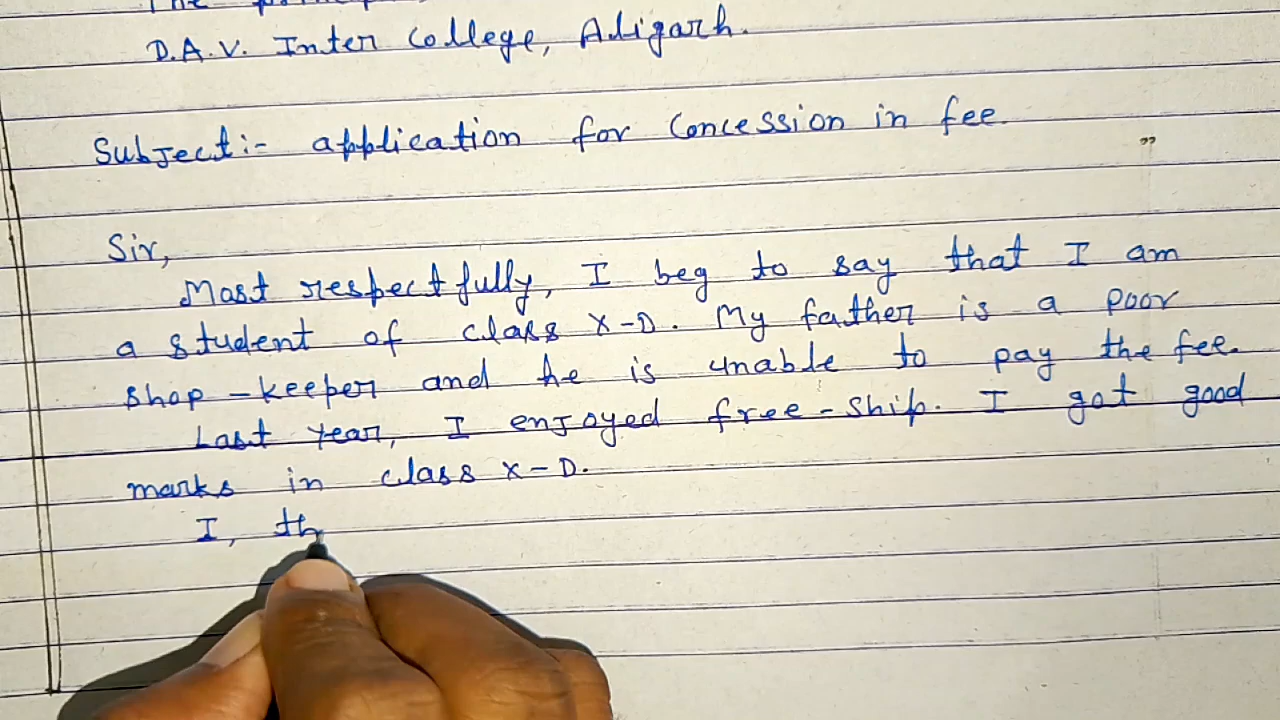 The
D.A.V. Inter College, Aligarh.
Subject:- application for Concession in fee.
”
Sir,
Most respectfully, I beg to say that I am
a student of class X-D. My father is a poor
shop-keeper and he is unable to pay the fee.
Last year, I enjoyed free-ship. I got good
marks in class X-D.
I, th